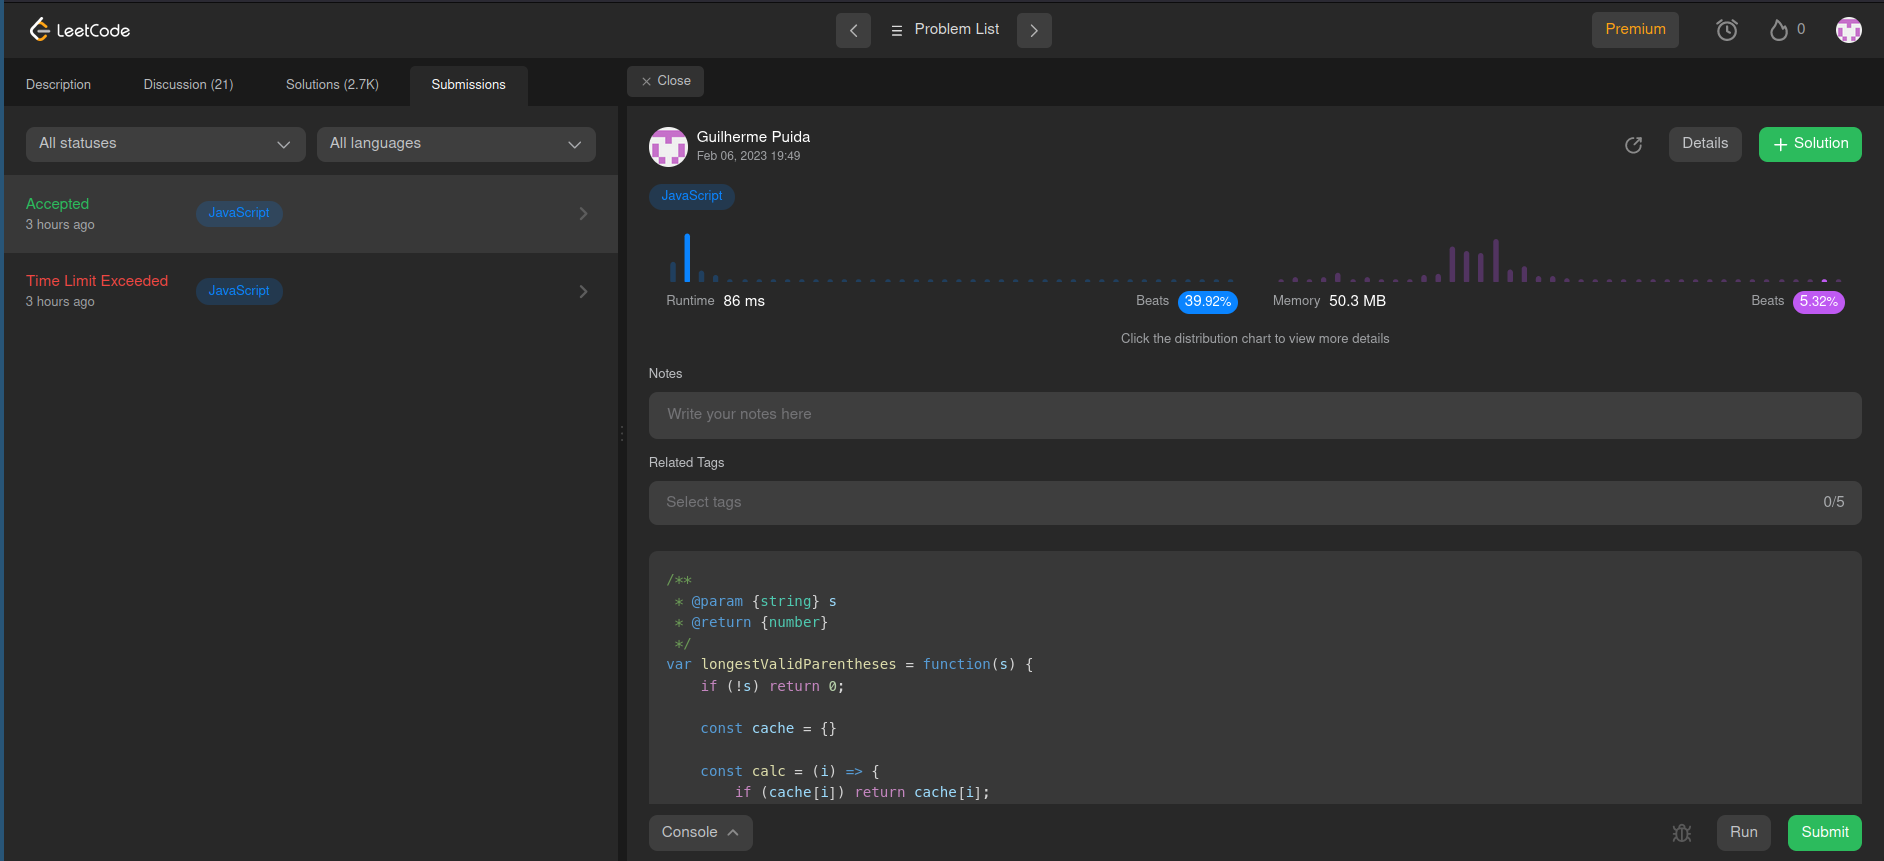 LeetCode
Problem List
Premium
0
Description
Discussion (21)
Solutions (2.7K)
Submissions
Close
All statuses
All languages
Accepted
3 hours ago
JavaScript
Time Limit Exceeded
3 hours ago
JavaScript
Guilherme Puida
Feb 06, 2023 19:49
Details
Solution
JavaScript
Runtime 86 ms
Beats 39.92%
Memory 50.3 MB
Beats 5.32%
Click the distribution chart to view more details
Notes
Write your notes here
Related Tags
Select tags
0/5
/**
 * @param {string} s
 * @return {number}
 */
var longestValidParentheses = function(s) {
    if (!s) return 0;
    const cache = {}
    const calc = (i) => {
        if (cache[i]) return cache[i];
Console
Run
Submit